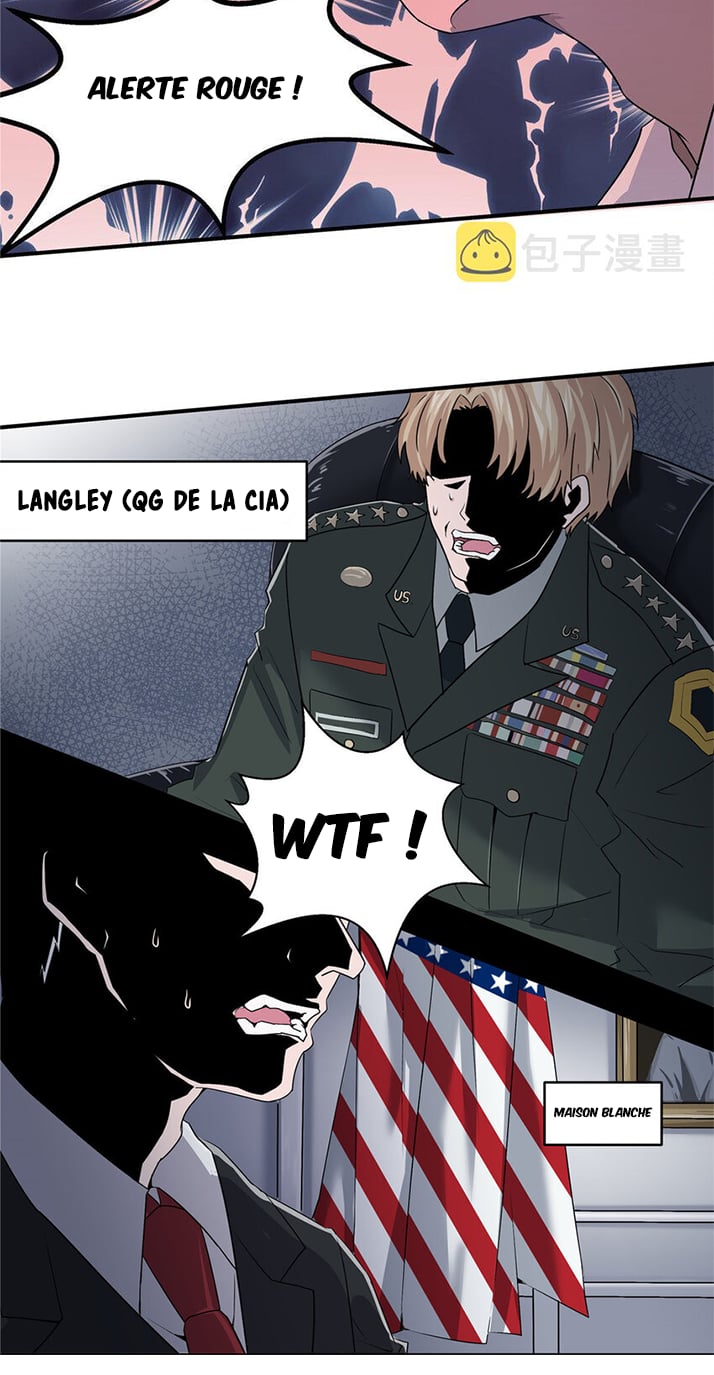 ALERTE ROUGE !
包子漫畫
LANGLEY (QG DE LA CIA)
US
US
WTF !
MAISON BLANCHE